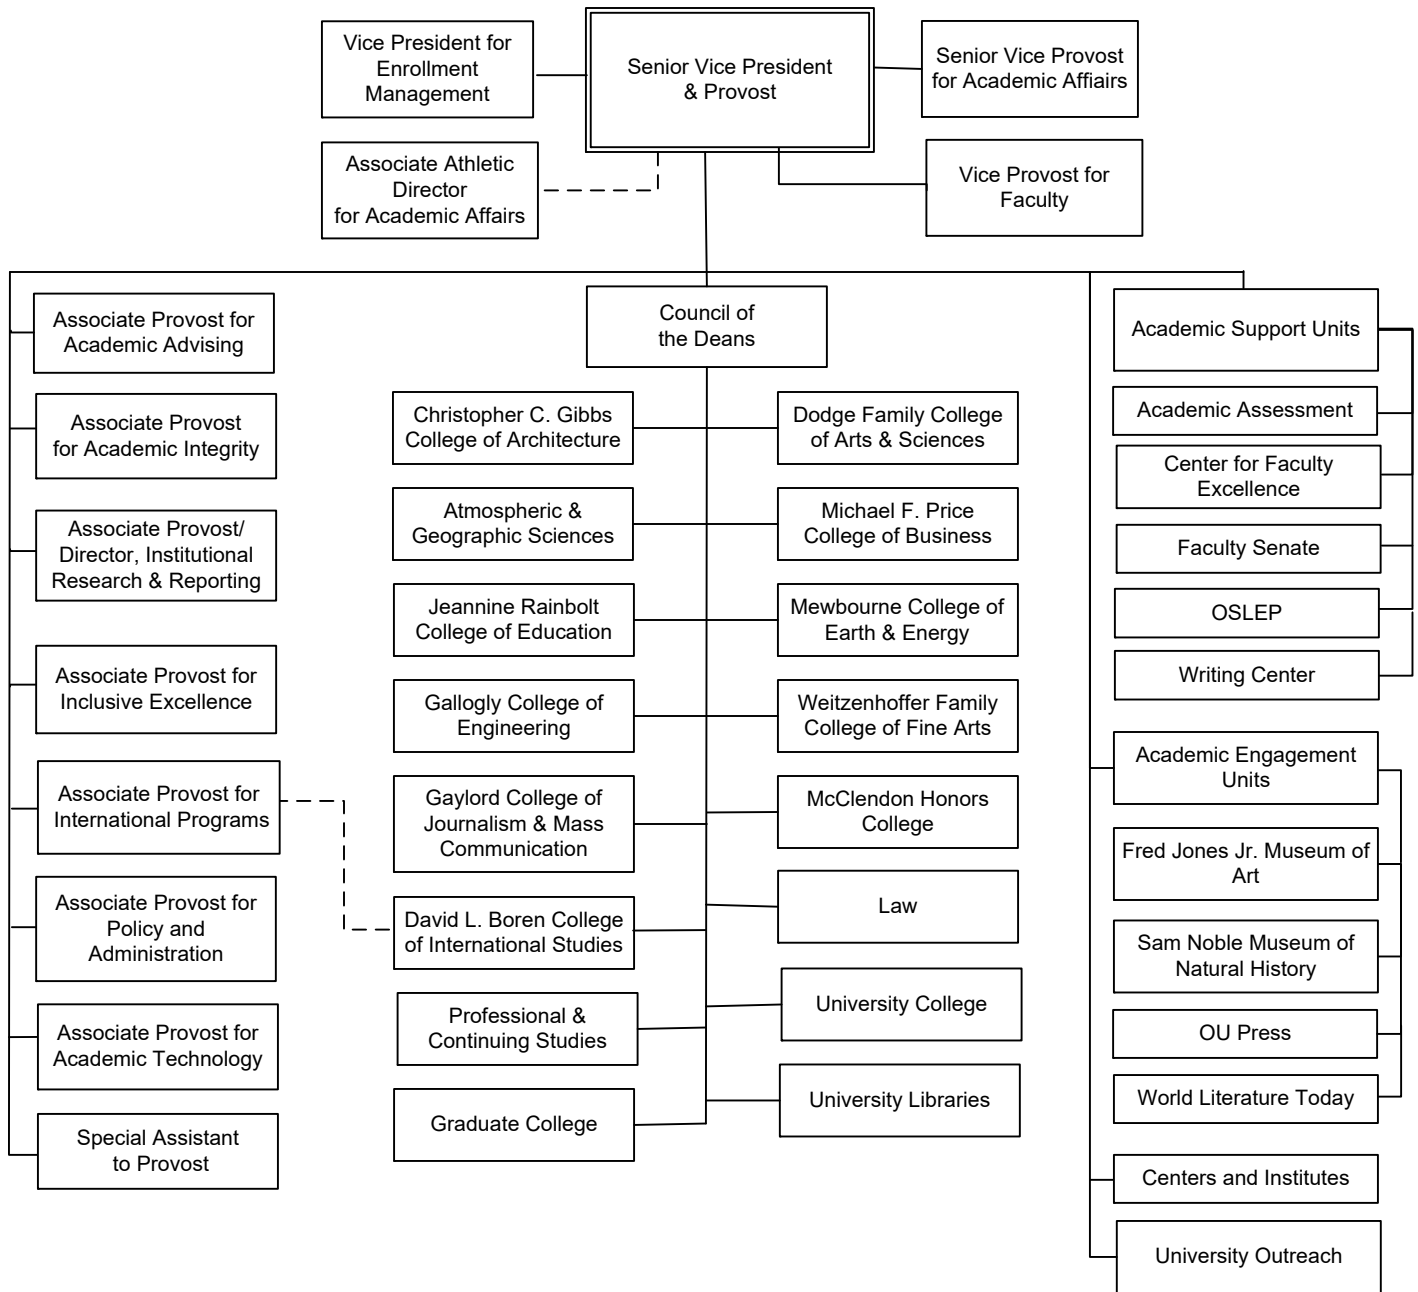 Vice President for
Enrollment
Management
Senior Vice President
& Provost
Senior Vice Provost
for Academic Affiairs
Associate Athletic
Director
for Academic Affairs
Vice Provost for
Faculty
Associate Provost for
Academic Advising
Associate Provost
for Academic Integrity
Associate Provost/
Director, Institutional
Research & Reporting
Associate Provost for
Inclusive Excellence
Associate Provost for
International Programs
Associate Provost for
Policy and
Administration
Associate Provost for
Academic Technology
Special Assistant
to Provost
Council of
the Deans
Christopher C. Gibbs
College of Architecture
Dodge Family College
of Arts & Sciences
Atmospheric &
Geographic Sciences
Michael F. Price
College of Business
Jeannine Rainbolt
College of Education
Mewbourne College of
Earth & Energy
Gallogly College of
Engineering
Weitzenhoffer Family
College of Fine Arts
Gaylord College of
Journalism & Mass
Communication
McClendon Honors
College
David L. Boren College
of International Studies
Law
Professional &
Continuing Studies
University College
Graduate College
University Libraries
Academic Support Units
Academic Assessment
Center for Faculty
Excellence
Faculty Senate
OSLEP
Writing Center
Academic Engagement
Units
Fred Jones Jr. Museum of
Art
Sam Noble Museum of
Natural History
OU Press
World Literature Today
Centers and Institutes
University Outreach